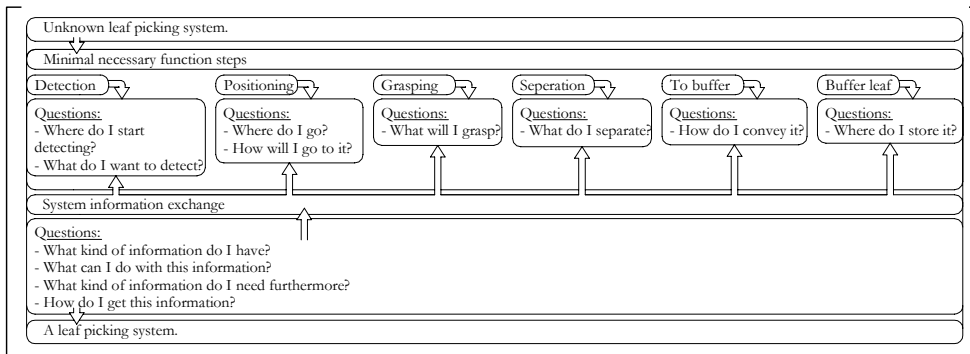 Unknown leaf picking system.
Minimal necessary function steps
Detection
Positioning
Grasping
Seperation
To buffer
Buffer leaf
Questions:
- Where do I start
detecting?
- What do I want to detect?
Questions:
- Where do I go?
- How will I go to it?
Questions:
- What will I grasp?
Questions:
- What do I separate?
Questions:
- How do I convey it?
Questions:
- Where do I store it?
System information exchange
Questions:
- What kind of information do I have?
- What can I do with this information?
- What kind of information do I need furthermore?
- How do I get this information?
A leaf picking system.